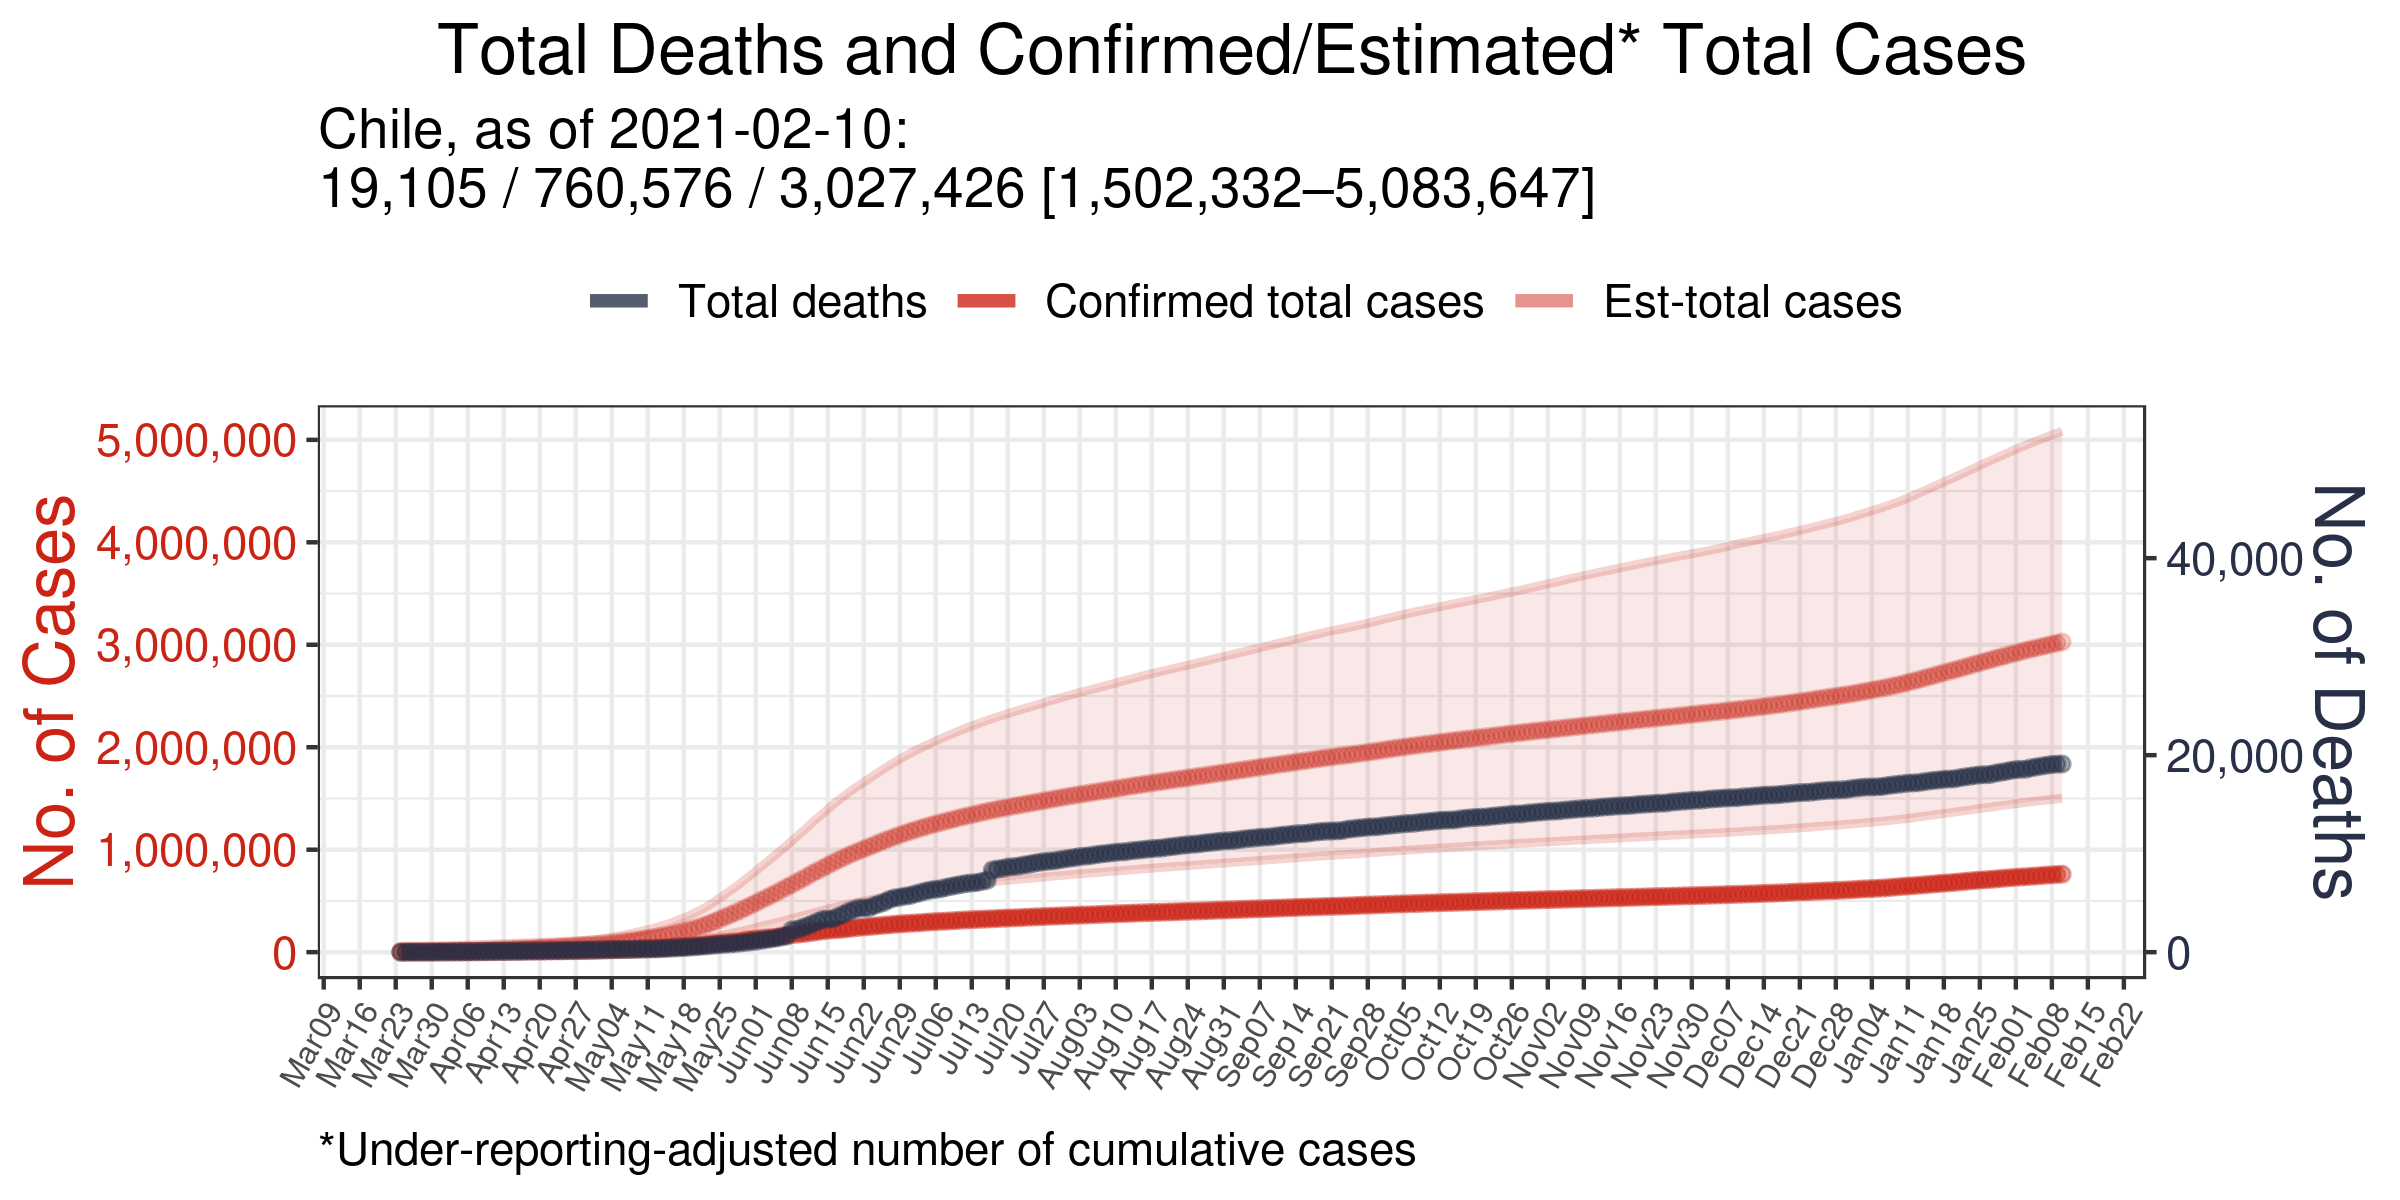 Total Deaths and Confirmed/Estimated* Total Cases
Chile, as of 2021-02-10:
19,105 / 760,576 / 3,027,426 [1,502,332–5,083,647]
Total deaths
Confirmed total cases
Est-total cases
No. of Cases
5,000,000
4,000,000
3,000,000
2,000,000
1,000,000
0
40,000
20,000
0
No. of Deaths
Mar09
Mar16
Mar23
Mar30
Apr06
Apr13
Apr20
Apr27
May04
May11
May18
May25
Jun01
Jun08
Jun15
Jun22
Jun29
Jul06
Jul13
Jul20
Jul27
Aug03
Aug10
Aug17
Aug24
Aug31
Sep07
Sep14
Sep21
Sep28
Oct05
Oct12
Oct19
Oct26
Nov02
Nov09
Nov16
Nov23
Nov30
Dec07
Dec14
Dec21
Dec28
Jan04
Jan11
Jan18
Jan25
Feb01
Feb08
Feb15
Feb22
*Under-reporting-adjusted number of cumulative cases